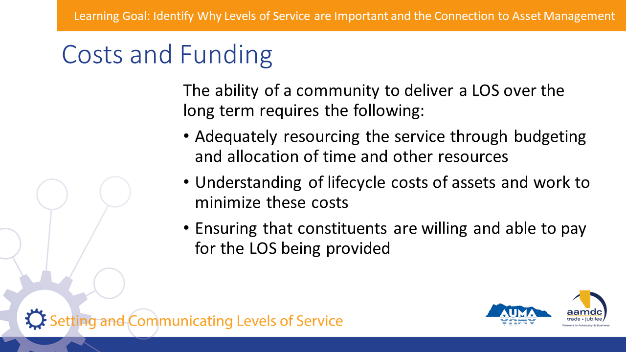 Learning Goal: Identify Why Levels of Service are Important and the Connection to Asset Management
Costs and Funding
The ability of a community to deliver a LOS over the
long term requires the following:
• Adequately resourcing the service through budgeting
and allocation of time and other resources
• Understanding of lifecycle costs of assets and work to
minimize these costs
• Ensuring that constituents are willing and able to pay
for the LOS being provided
Setting and Communicating Levels of Service
AUMA
aamdc